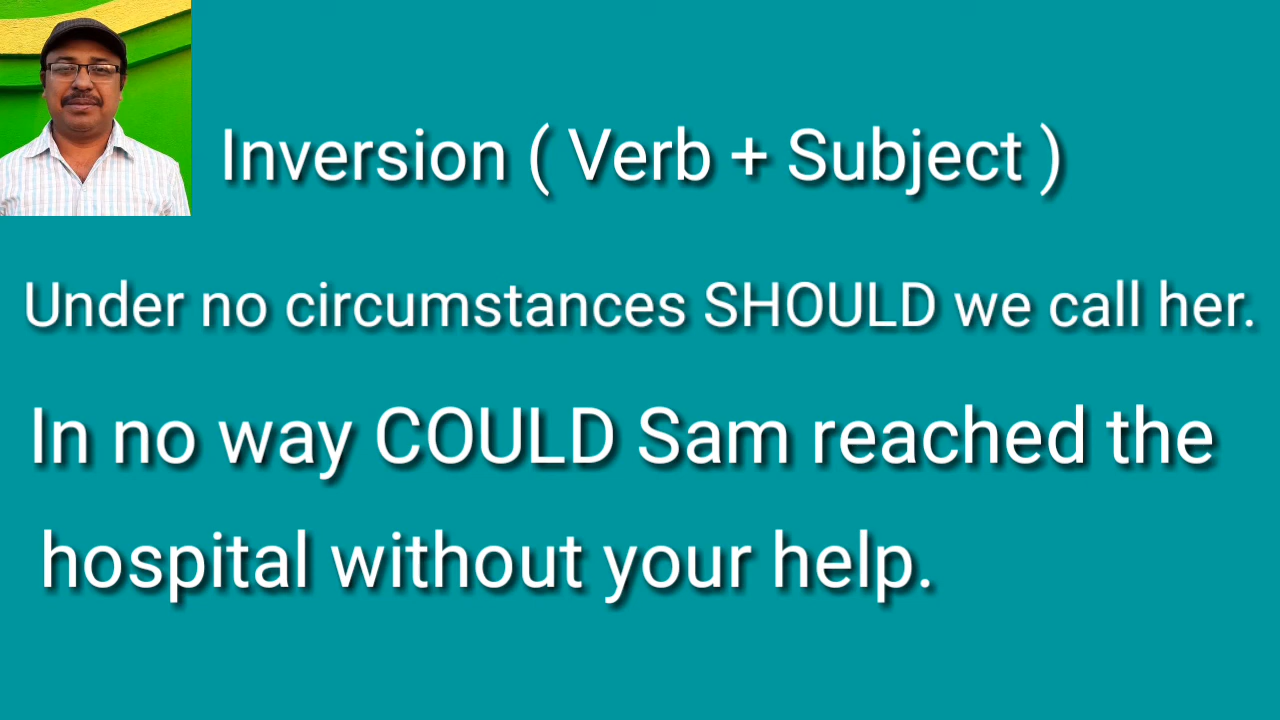 Inversion ( Verb + Subject )
Under no circumstances SHOULD we call her.
In no way COULD Sam reached the
hospital without your help.